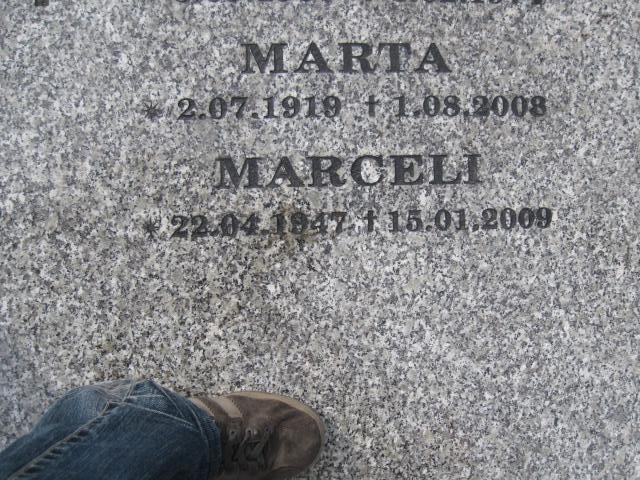 MARTA
* 2.07.1919 † 1.08.2008
MARCELI
* 22.04.1947 † 15.01.2009